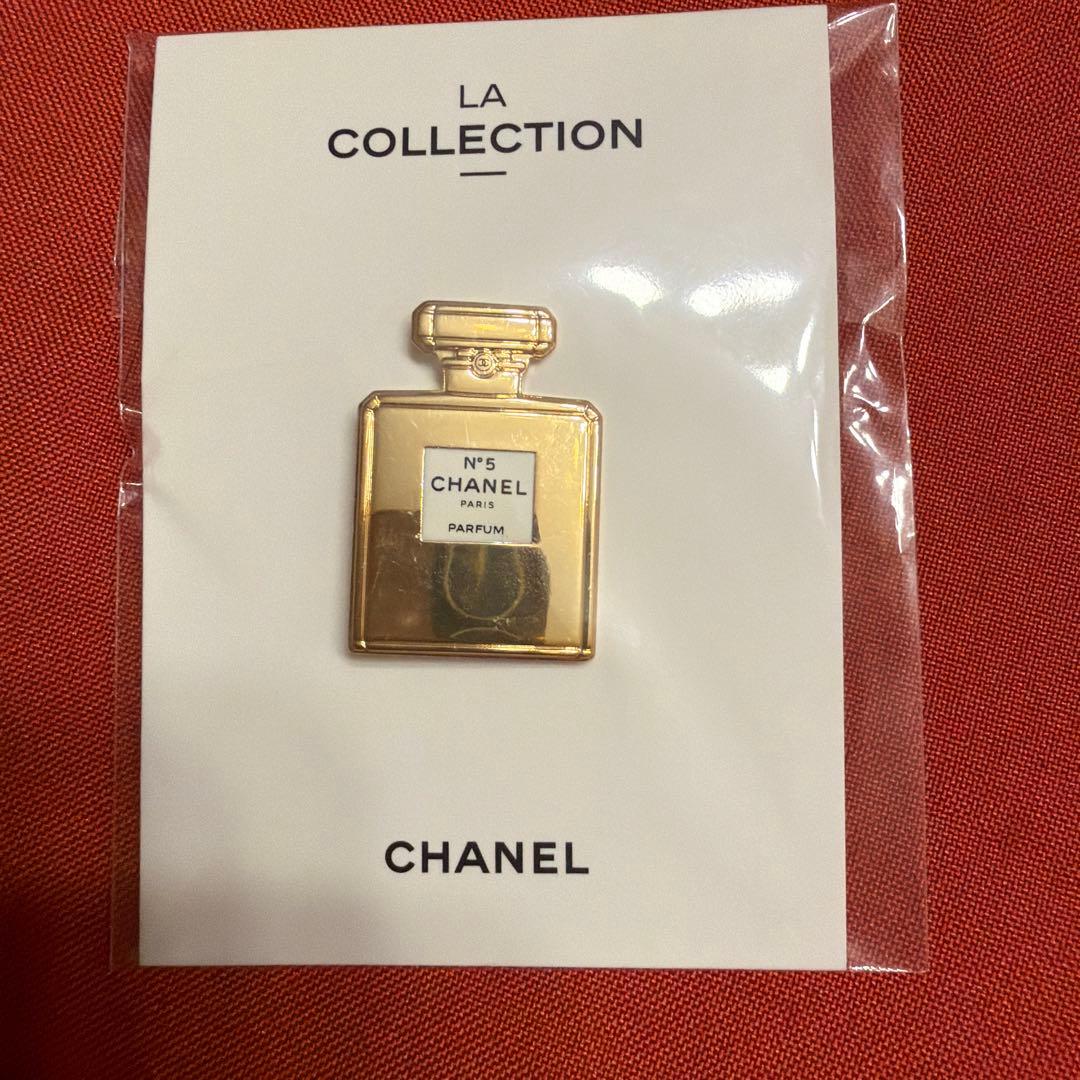 LA
COLLECTION
N°5
CHANEL
PARIS
PARFUM
CHANEL